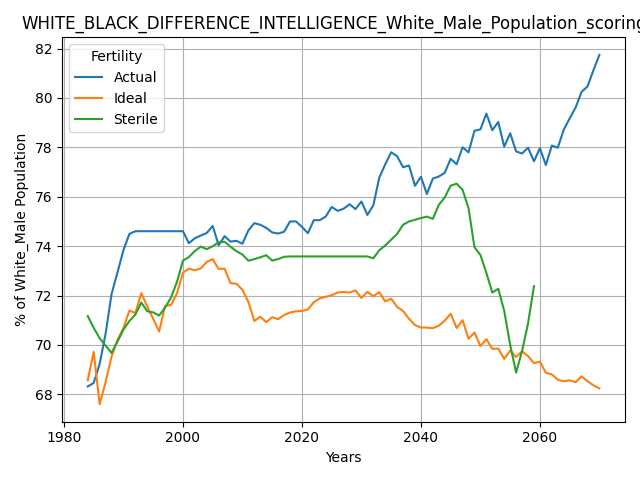 WHITE_BLACK_DIFFERENCE_INTELLIGENCE_White_Male_Population_scoring
Fertility
Actual
Ideal
Sterile
% of White_Male Population
82
80
78
76
74
72
70
68
1980
2000
2020
2040
2060
Years